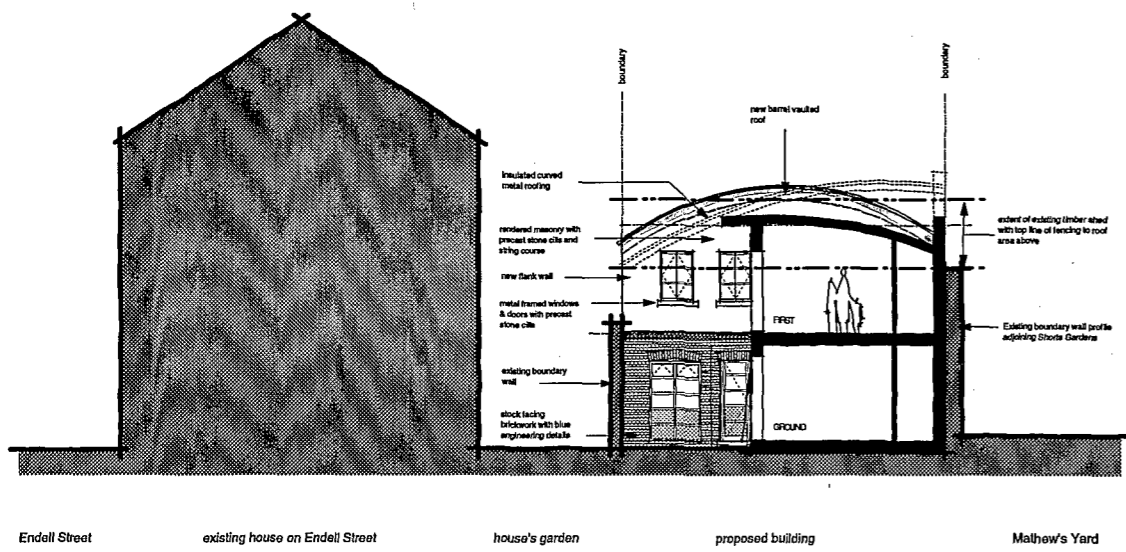 boundary
boundary
new barrel vaulted
roof
insulated curved
metal roofing
rendered masonry with
precast stone cills and
string course
new flank wall
metal framed windows
& doors with precast
stone cills
existing boundary
wall
stock facing
brickwork with blue
engineering details
FIRST
GROUND
extent of existing timber shed
with top line of fencing to roof
area above
Existing boundary wall profile
adjoining Shorts Gardens
Endell Street
existing house on Endell Street
house's garden
proposed building
Mathew's Yard